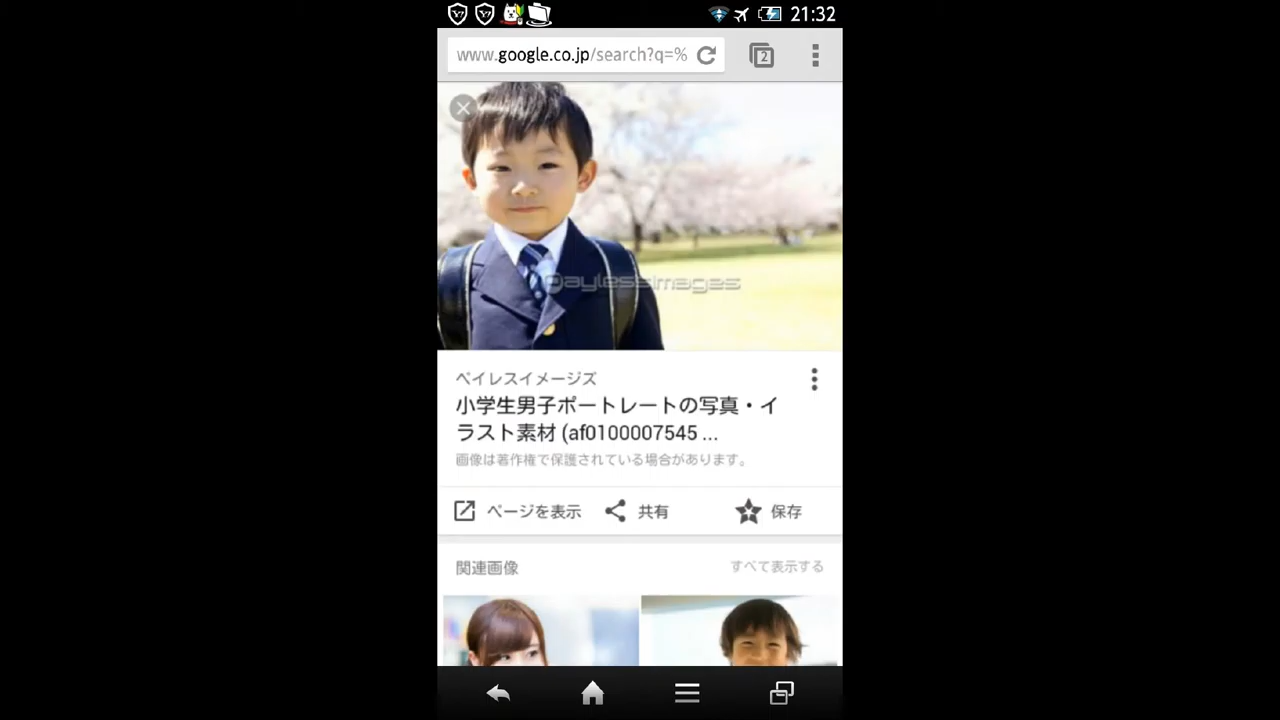 21:32
www.google.co.jp/search?q=%
2
@aylessimages
ペイレスイメージズ
小学生男子ポートレートの写真・イ
ラスト素材 (af0100007545 ...
画像は著作権で保護されている場合があります。
ページを表示
共有
保存
関連画像
すべて表示する